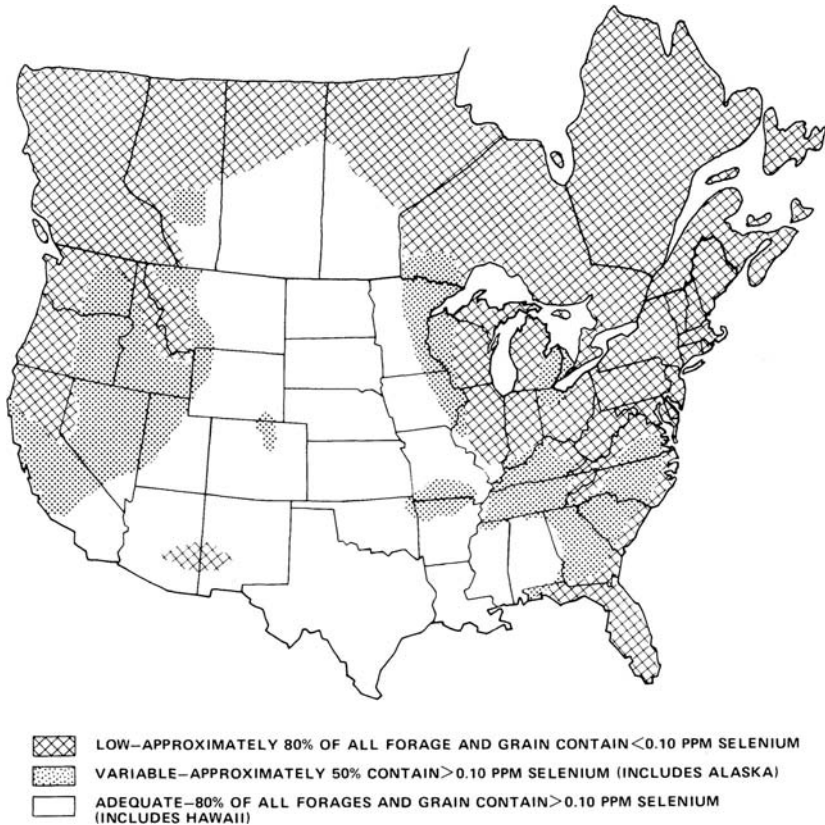 LOW–APPROXIMATELY 80% OF ALL FORAGE AND GRAIN CONTAIN<0.10 PPM SELENIUM
VARIABLE–APPROXIMATELY 50% CONTAIN>0.10 PPM SELENIUM (INCLUDES ALASKA)
ADEQUATE–80% OF ALL FORAGES AND GRAIN CONTAIN>0.10 PPM SELENIUM
(INCLUDES HAWAII)